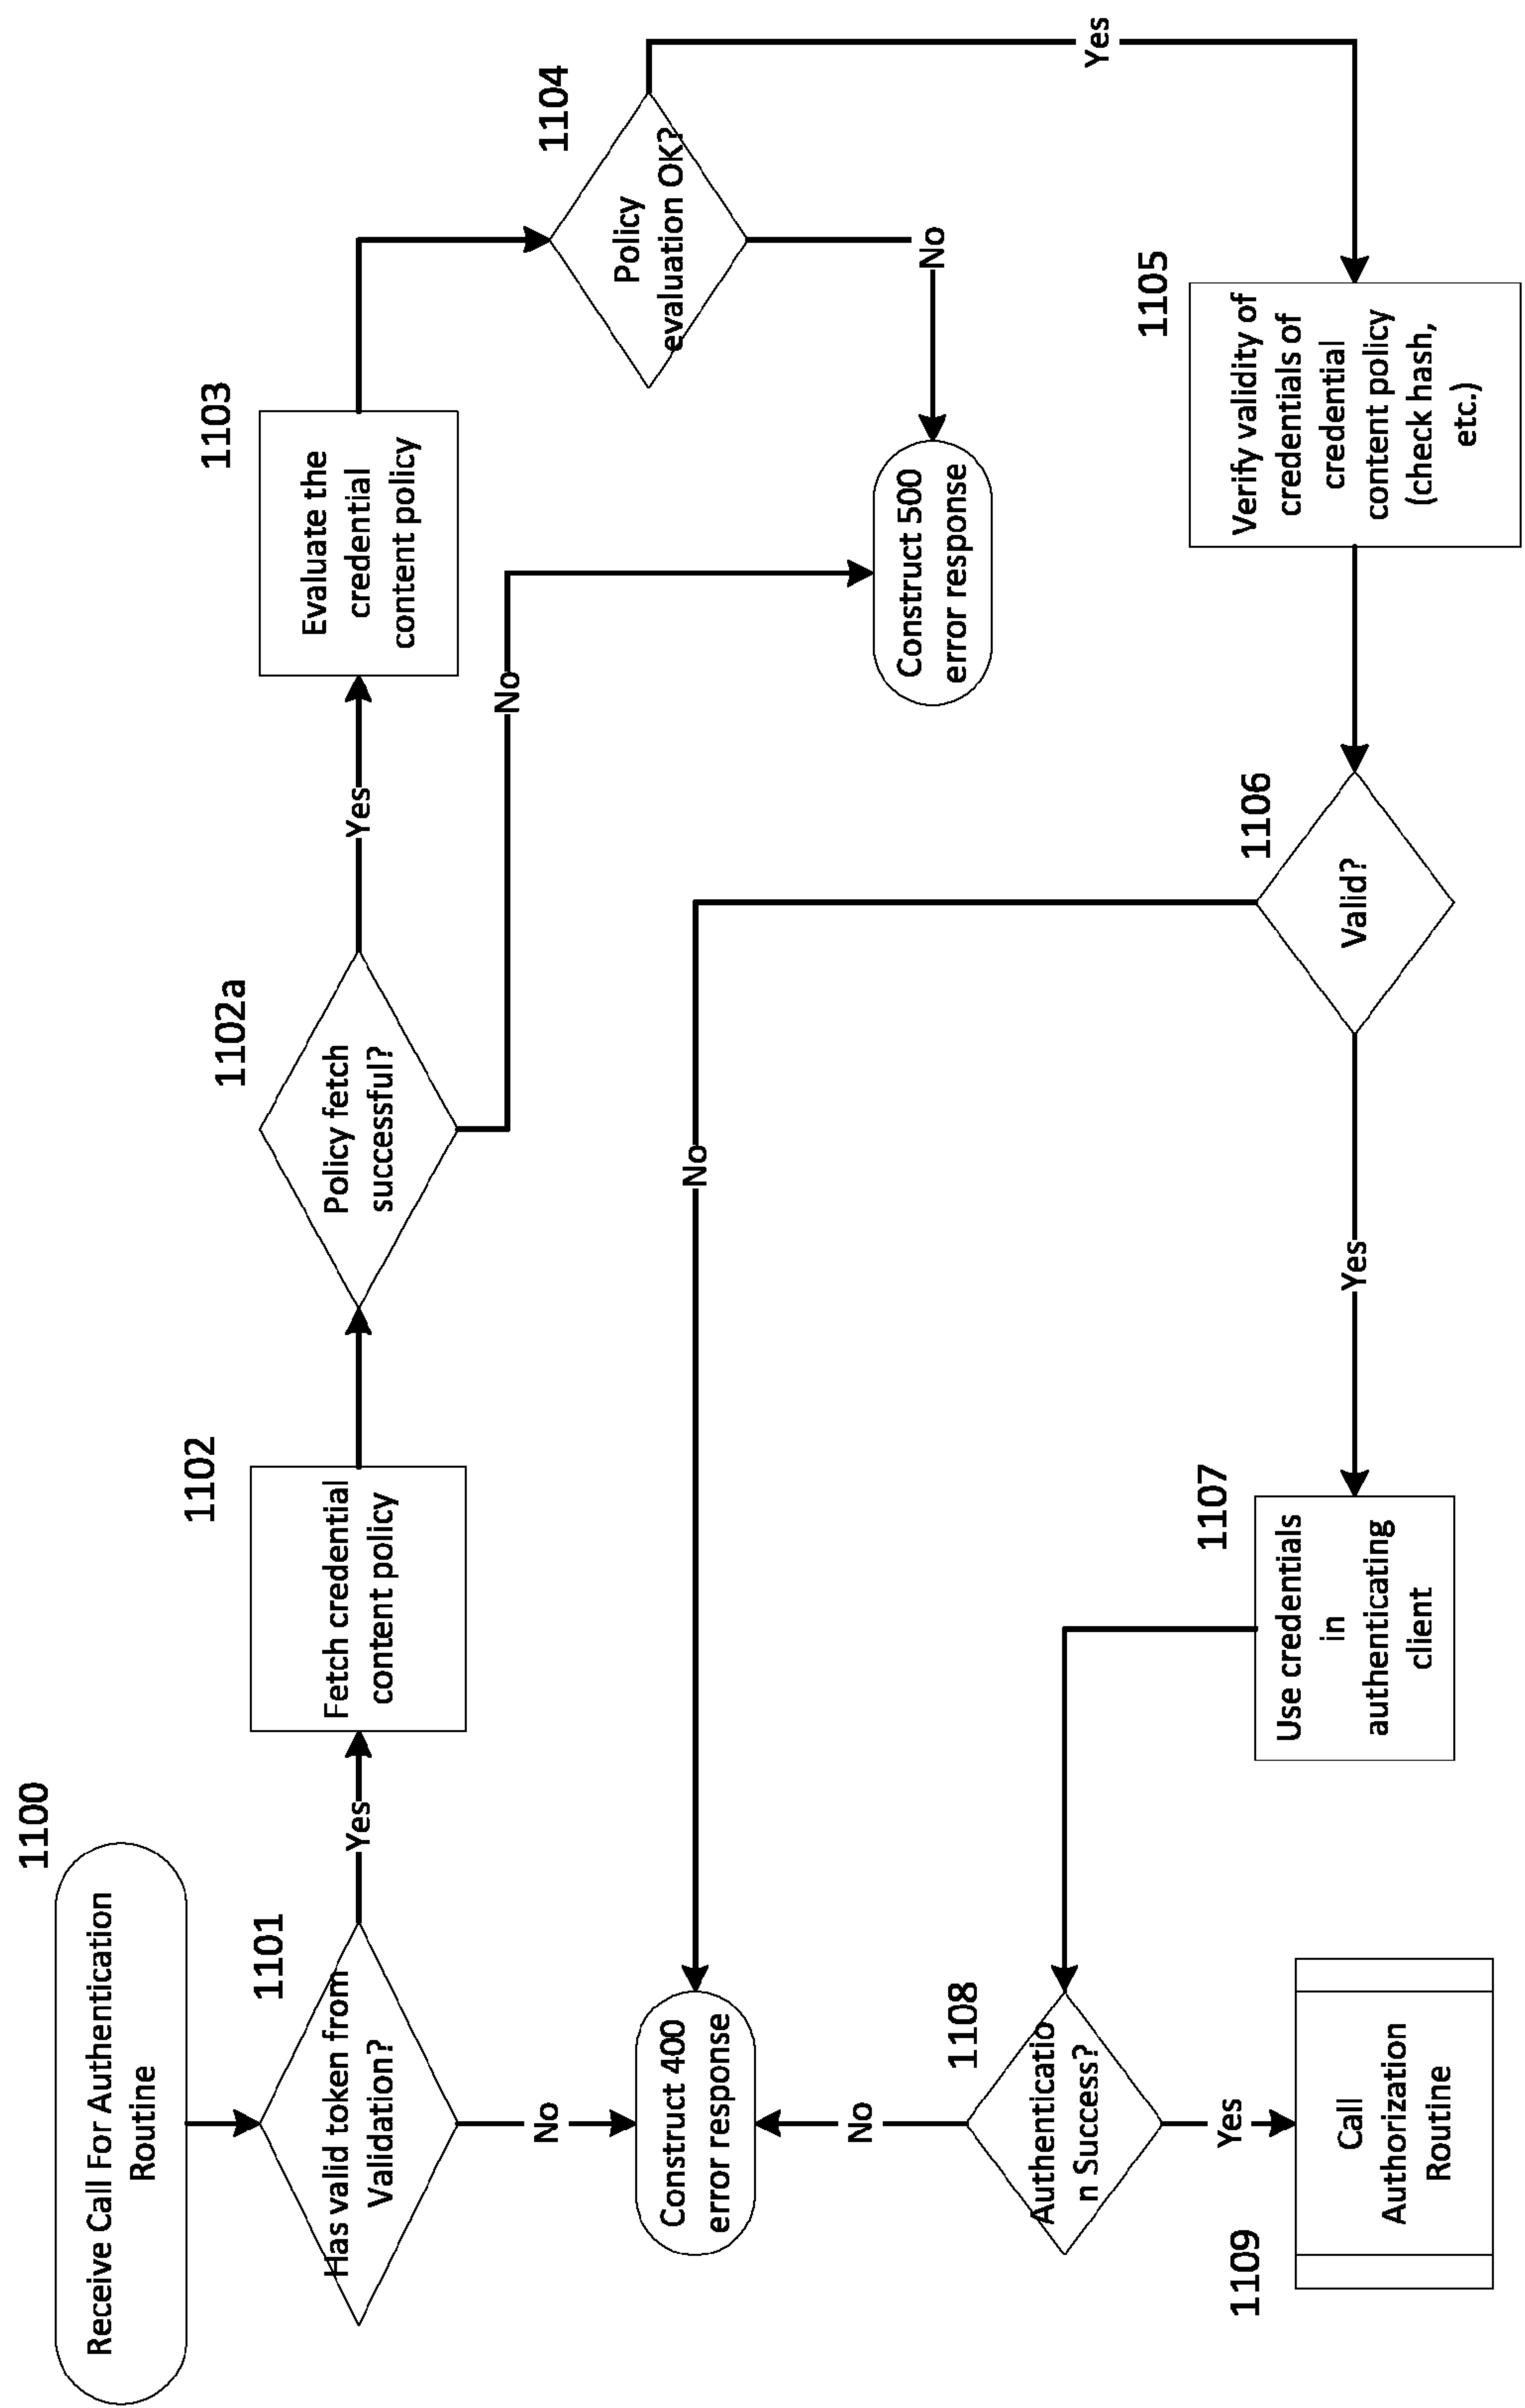 1100
Receive Call For Authentication
Routine
1101
Has valid token from
Validation?
Yes
No
1102
Fetch credential
content policy
1102a
Policy fetch
successful?
Yes
No
1103
Evaluate the
credential
content policy
1104
Policy
evaluation OK?
Yes
No
Construct 500
error response
1105
Verify validity of
credentials of
credential
content policy
(check hash,
etc.)
1106
Valid?
No
Yes
Construct 400
error response
1107
Use credentials
in
authenticating
client
1108
Authenticatio
n Success?
No
Yes
1109
Call
Authorization
Routine